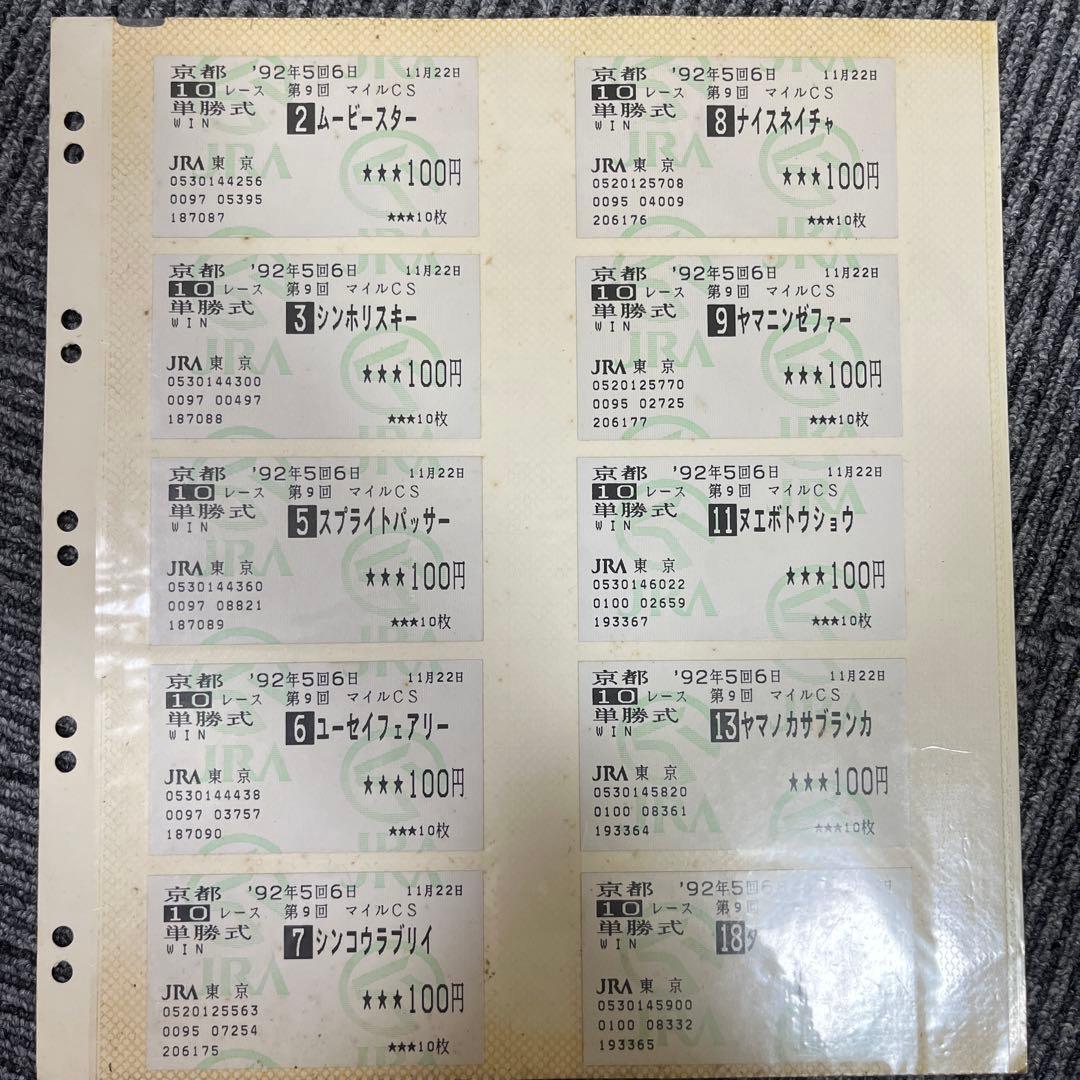 京都 '92年5回6日 11月22日
10 レース 第9回 マイルCS
単勝式
WIN
2 ムービースター
JRA 東京
★★★100円
0530144256
0097 05395
187087
★★★10枚
京都 '92年5回6日 11月22日
10 レース 第9回 マイルCS
単勝式
WIN
3 シンホリスキー
JRA 東京
★★★100円
0530144300
0097 00497
187088
★★★10枚
京都 '92年5回6日 11月22日
10 レース 第9回 マイルCS
単勝式
WIN
5 スプライトパッサー
JRA 東京
★★★100円
0530144360
0097 08821
187089
★★★10枚
京都 '92年5回6日 11月22日
10 レース 第9回 マイルCS
単勝式
WIN
6 ユーセイフェアリー
JRA 東京
★★★100円
0530144438
0097 03757
187090
★★★10枚
京都 '92年5回6日 11月22日
10 レース 第9回 マイルCS
単勝式
WIN
7 シンコウラブリイ
JRA 東京
★★★100円
0520125563
0095 07254
206175
★★★10枚
京都 '92年5回6日 11月22日
10 レース 第9回 マイルCS
単勝式
WIN
8 ナイスネイチャ
JRA 東京
★★★100円
0520125708
0095 04009
206176
★★★10枚
京都 '92年5回6日 11月22日
10 レース 第9回 マイルCS
単勝式
WIN
9 ヤマニンゼファー
JRA 東京
★★★100円
0520125770
0095 02725
206177
★★★10枚
京都 '92年5回6日 11月22日
10 レース 第9回 マイルCS
単勝式
WIN
11 ヌエボトウショウ
JRA 東京
★★★100円
0530146022
0100 02659
193367
★★★10枚
京都 '92年5回6日 11月22日
10 レース 第9回 マイルCS
単勝式
WIN
13 ヤマノカサブランカ
JRA 東京
★★★100円
0530145820
0100 08361
193364
★★★10枚
京都 '92年5回6日 22日
10 レース 第9回
単勝式
WIN
18 ダ
JRA 東京
0530145900
0100 08332
193365